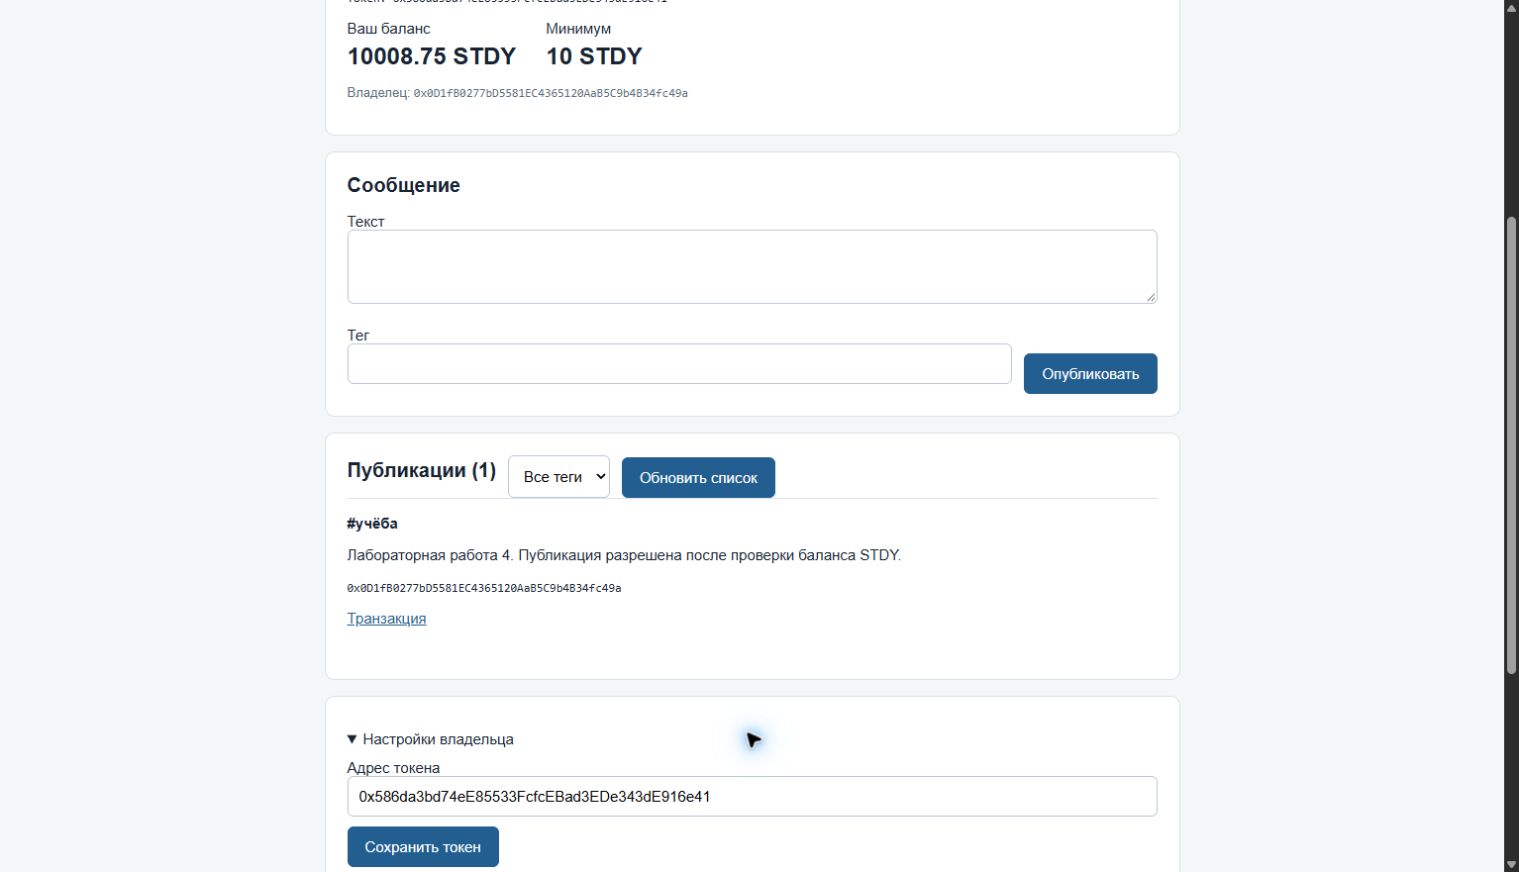 Ваш баланс
Минимум
10008.75 STDY
10 STDY
Владелец: 0x0D1fB0277bD5581EC4365120AaB5C9b4B34fc49a
Сообщение
Текст
Тег
Опубликовать
Публикации (1)
Все теги
Обновить список
#учёба
Лабораторная работа 4. Публикация разрешена после проверки баланса STDY.
0x0D1fB0277bD5581EC4365120AaB5C9b4B34fc49a
Транзакция
▼ Настройки владельца
Адрес токена
0x586da3bd74eE85533FcfcEBad3EDe343dE916e41
Сохранить токен